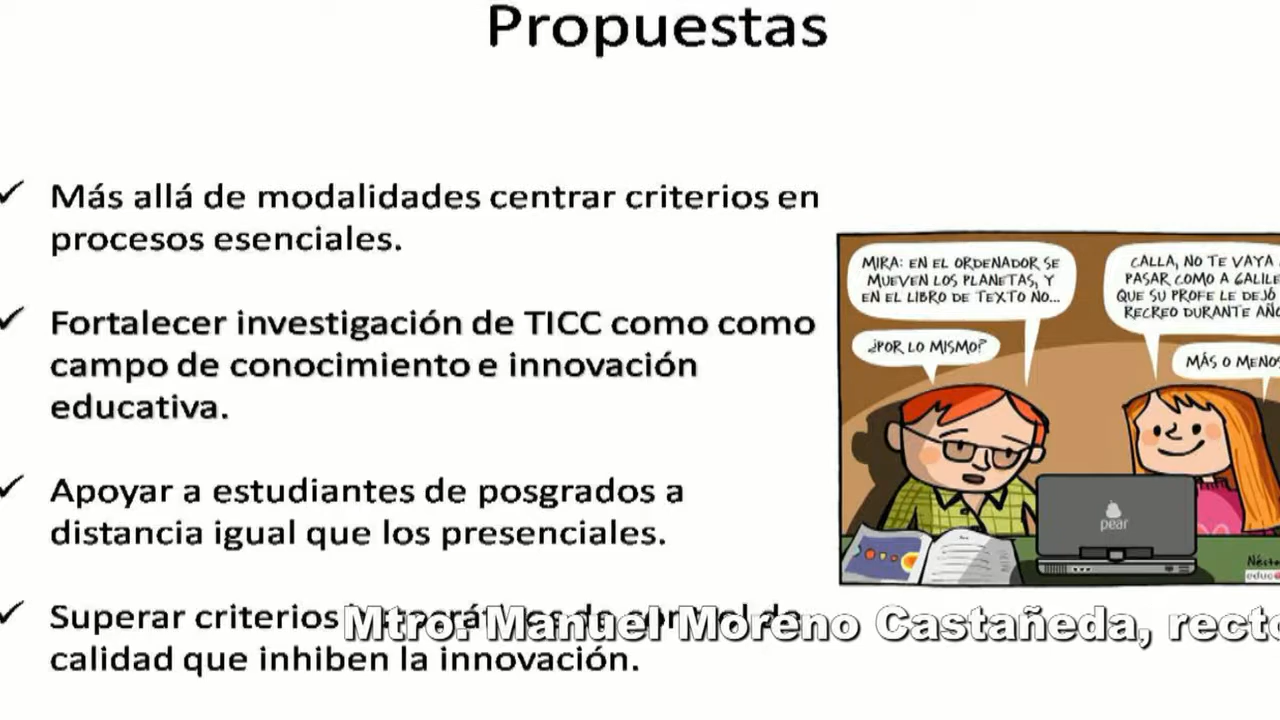 Propuestas
✓ Más allá de modalidades centrar criterios en
procesos esenciales.
✓ Fortalecer investigación de TICC como como
campo de conocimiento e innovación
educativa.
✓ Apoyar a estudiantes de posgrados a
distancia igual que los presenciales.
✓ Superar criterios
calidad que inhiben la innovación.
Mtro. Manuel Moreno Castañeda, recto
MIRA: EN EL ORDENADOR SE
MUEVEN LOS PLANETAS, Y
EN EL LIBRO DE TEXTO NO...
CALLA, NO TE VAYA
PASAR COMO A GALILE
QUE SU PROFE LE DEJÓ
RECREO DURANTE AÑO
¿POR LO MISMO?
MÁS O MENOS
pear
educ